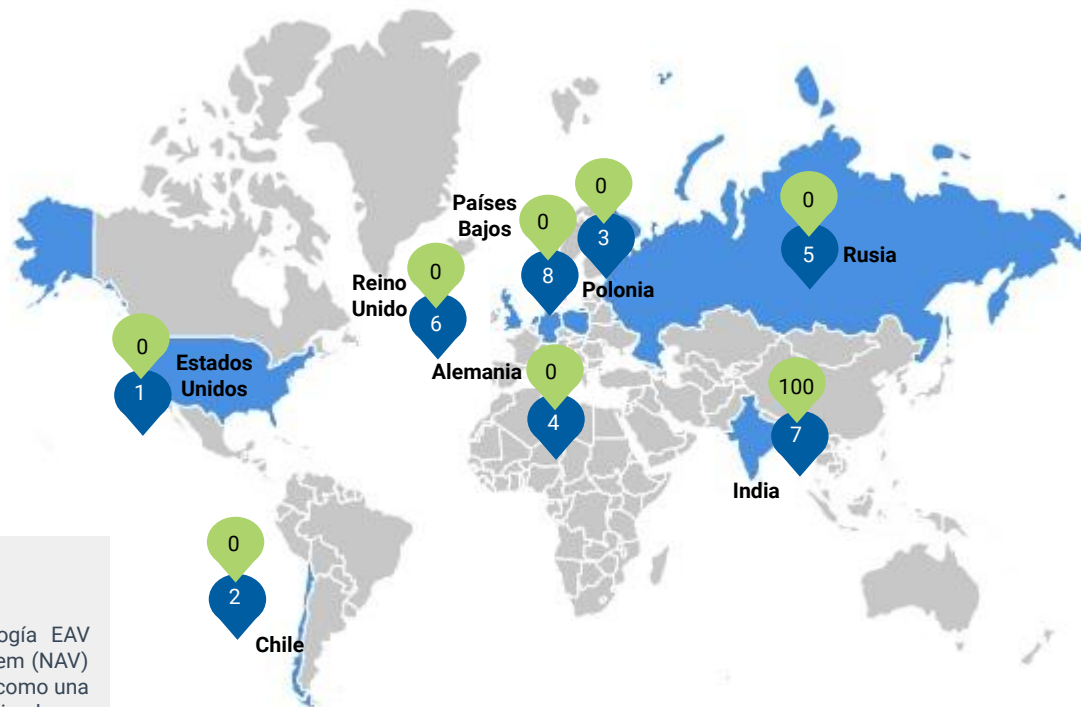 0
3
Países
Bajos
0
8
Polonia
0
5
Rusia
Reino
Unido
0
6
0
1
Estados
Unidos
Alemania
0
4
100
7
India
0
2
Chile
ogía EAV
em (NAV)
como una